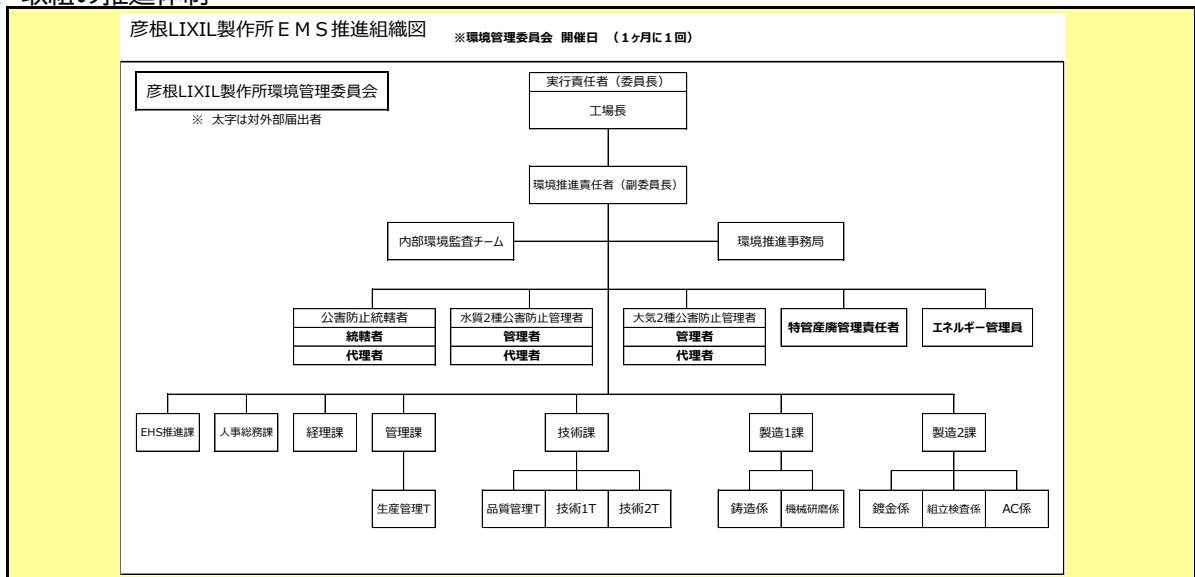 取組の推進体制
彦根LIXIL製作所EMS推進組織図 ※環境管理委員会 開催日 (1ヶ月に1回)
彦根LIXIL製作所環境管理委員会
※ 太字は対外部届出者
実行責任者(委員長)
工場長
環境推進責任者(副委員長)
内部環境監査チーム
環境推進事務局
公害防止統轄者
統轄者
代理者
水質2種公害防止管理者
管理者
代理者
大気2種公害防止管理者
管理者
代理者
特管産廃管理責任者
エネルギー管理員
EHS推進課
人事総務課
経理課
管理課
技術課
製造1課
製造2課
生産管理T
品質管理T
技術1T
技術2T
鋳造係
機械研磨係
鍍金係
組立検査係
AC係